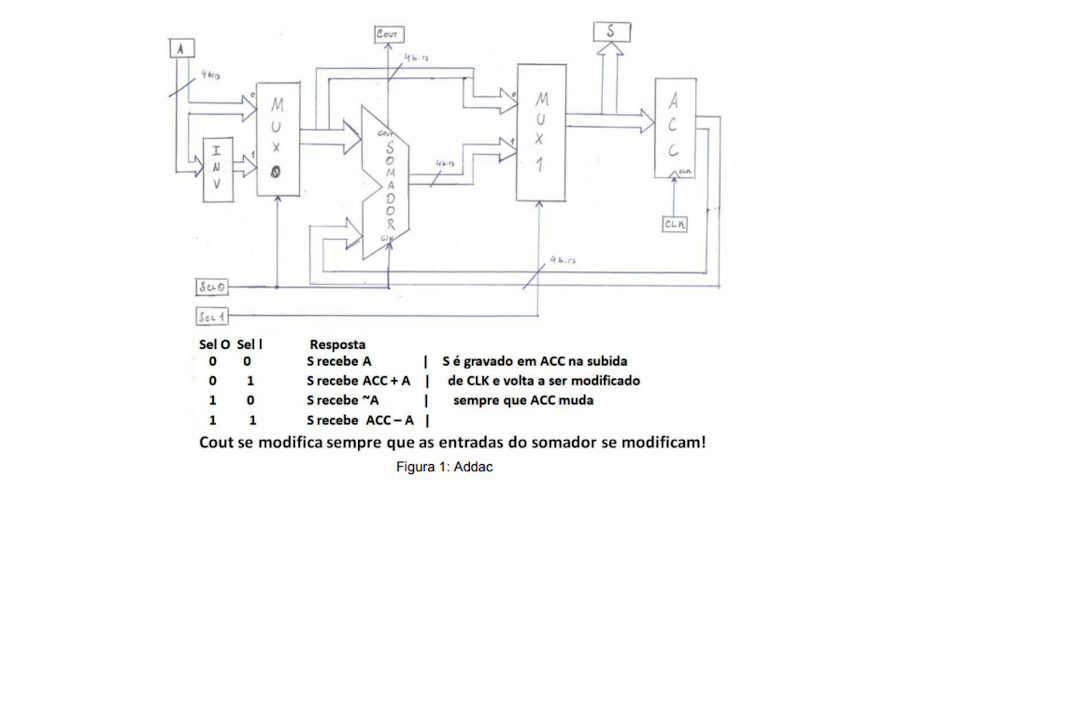 A
4 bits
0
1
INV
MUX 0
COUT
4 bits
COUT
SOMADOR
CIN
4 bits
0
1
MUX 1
S
ACC
CLK
CLK
4 bits
SEL0
SEL 1
Sel O Sel I Resposta
0 0 S recebe A | S é gravado em ACC na subida
0 1 S recebe ACC + A | de CLK e volta a ser modificado
1 0 S recebe ~A | sempre que ACC muda
1 1 S recebe ACC – A |
Cout se modifica sempre que as entradas do somador se modificam!
Figura 1: Addac